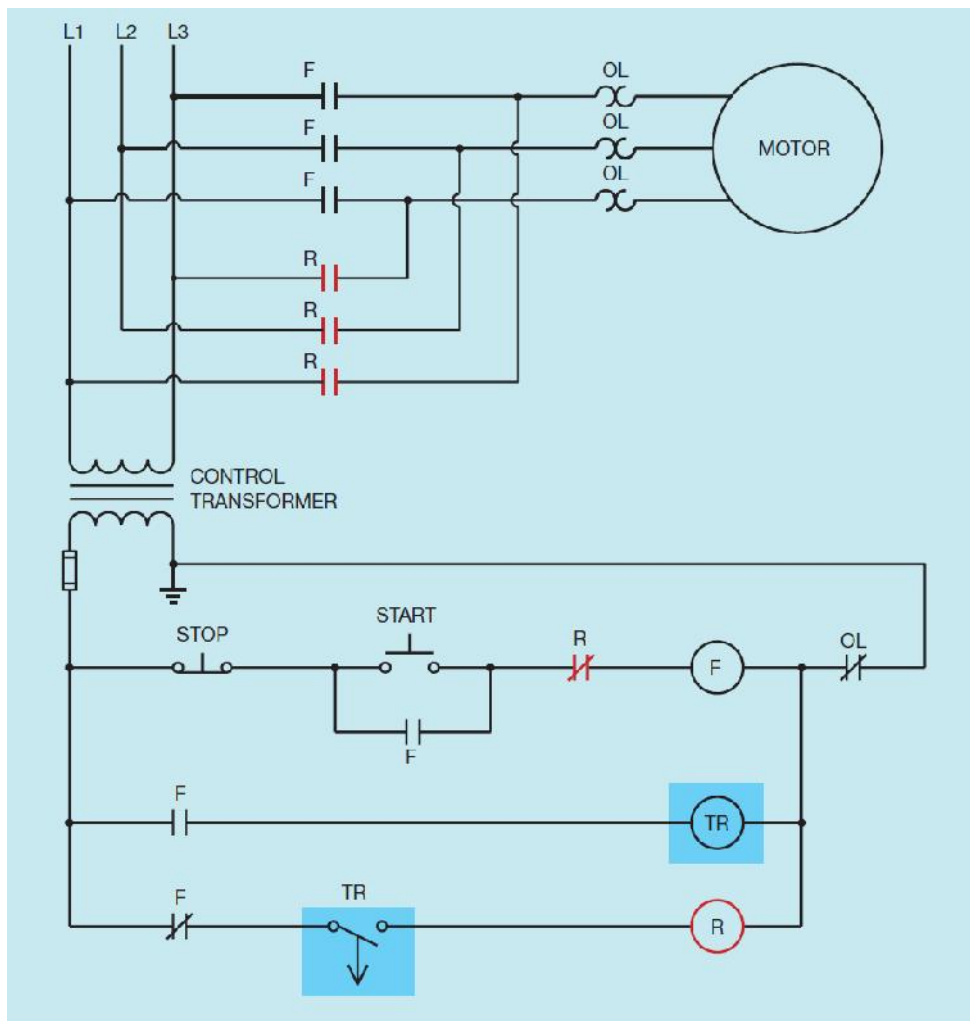 L1 L2 L3
F OL
F OL
MOTOR
F OL
R
R
R
CONTROL
TRANSFORMER
START
STOP R OL
F
F
F
TR
F TR
R